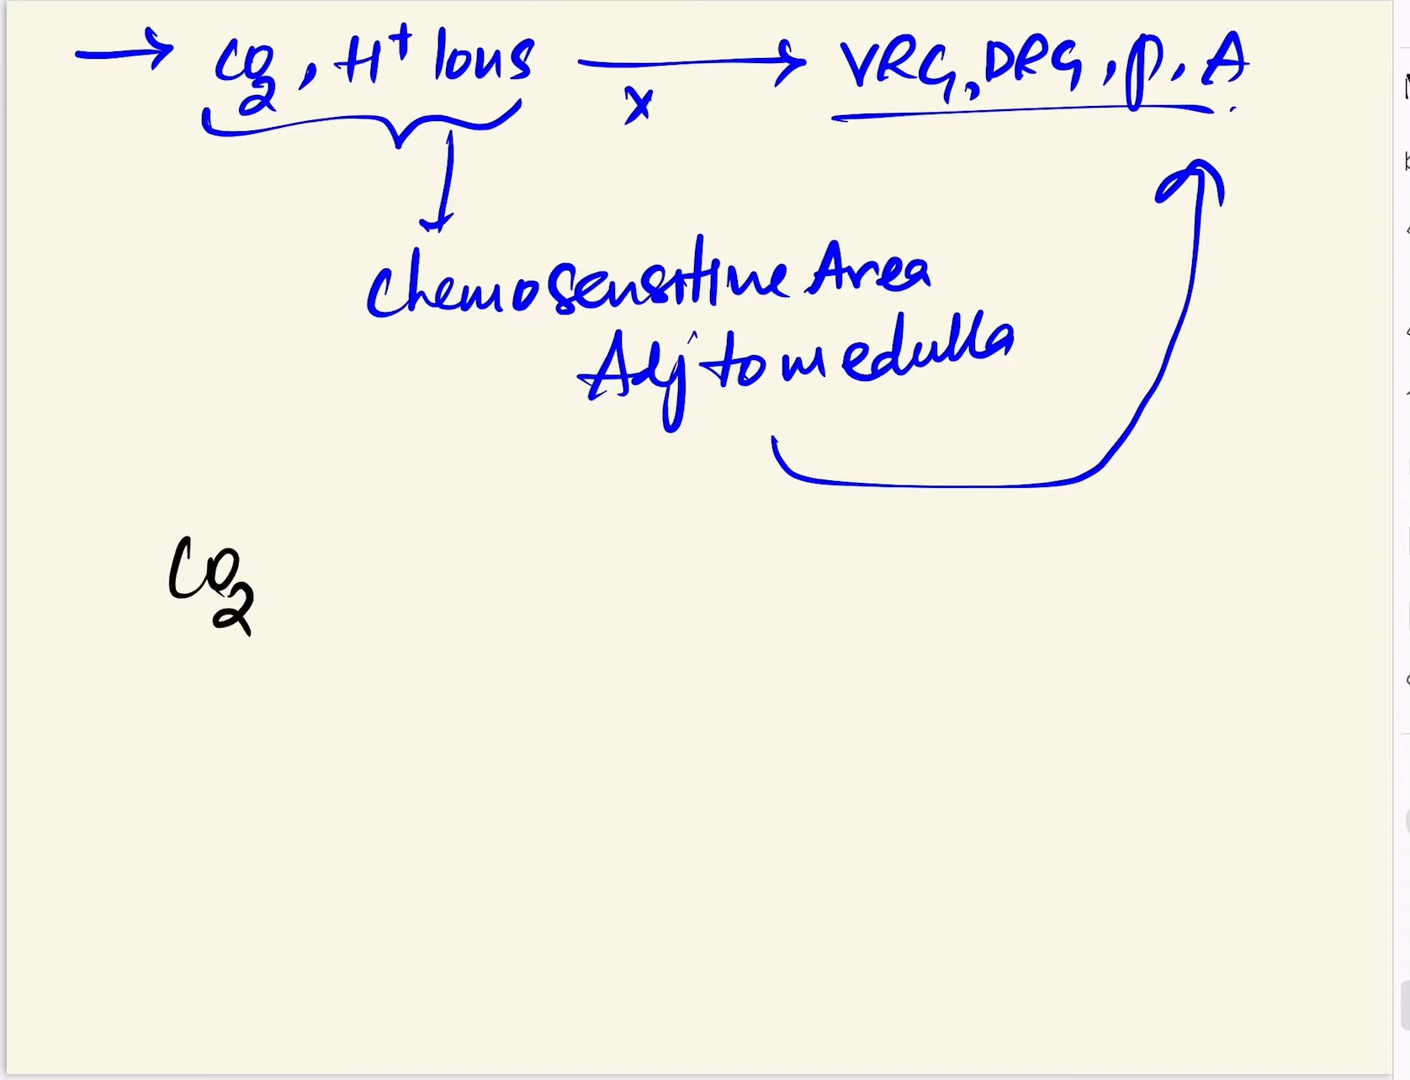 → CO2, H+ Ions → VRG, DRG, P, A
x
Chemosensitive Area
Adj to medulla
CO2